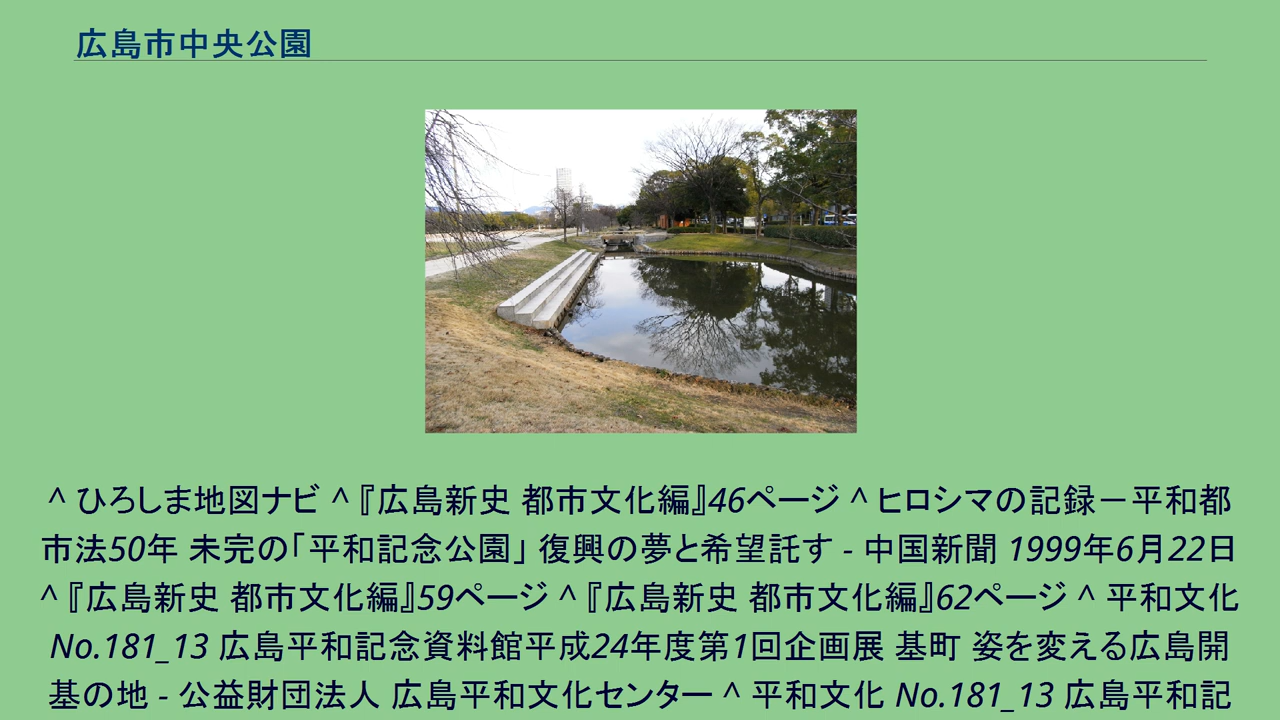 広島市中央公園
^ ひろしま地図ナビ ^ 『広島新史 都市文化編』46ページ ^ ヒロシマの記録－平和都
市法50年 未完の「平和記念公園」 復興の夢と希望託す - 中国新聞 1999年6月22日
^ 『広島新史 都市文化編』59ページ ^ 『広島新史 都市文化編』62ページ ^ 平和文化
No.181_13 広島平和記念資料館平成24年度第1回企画展 基町 姿を変える広島開
基の地 - 公益財団法人 広島平和文化センター ^ 平和文化 No.181_13 広島平和記